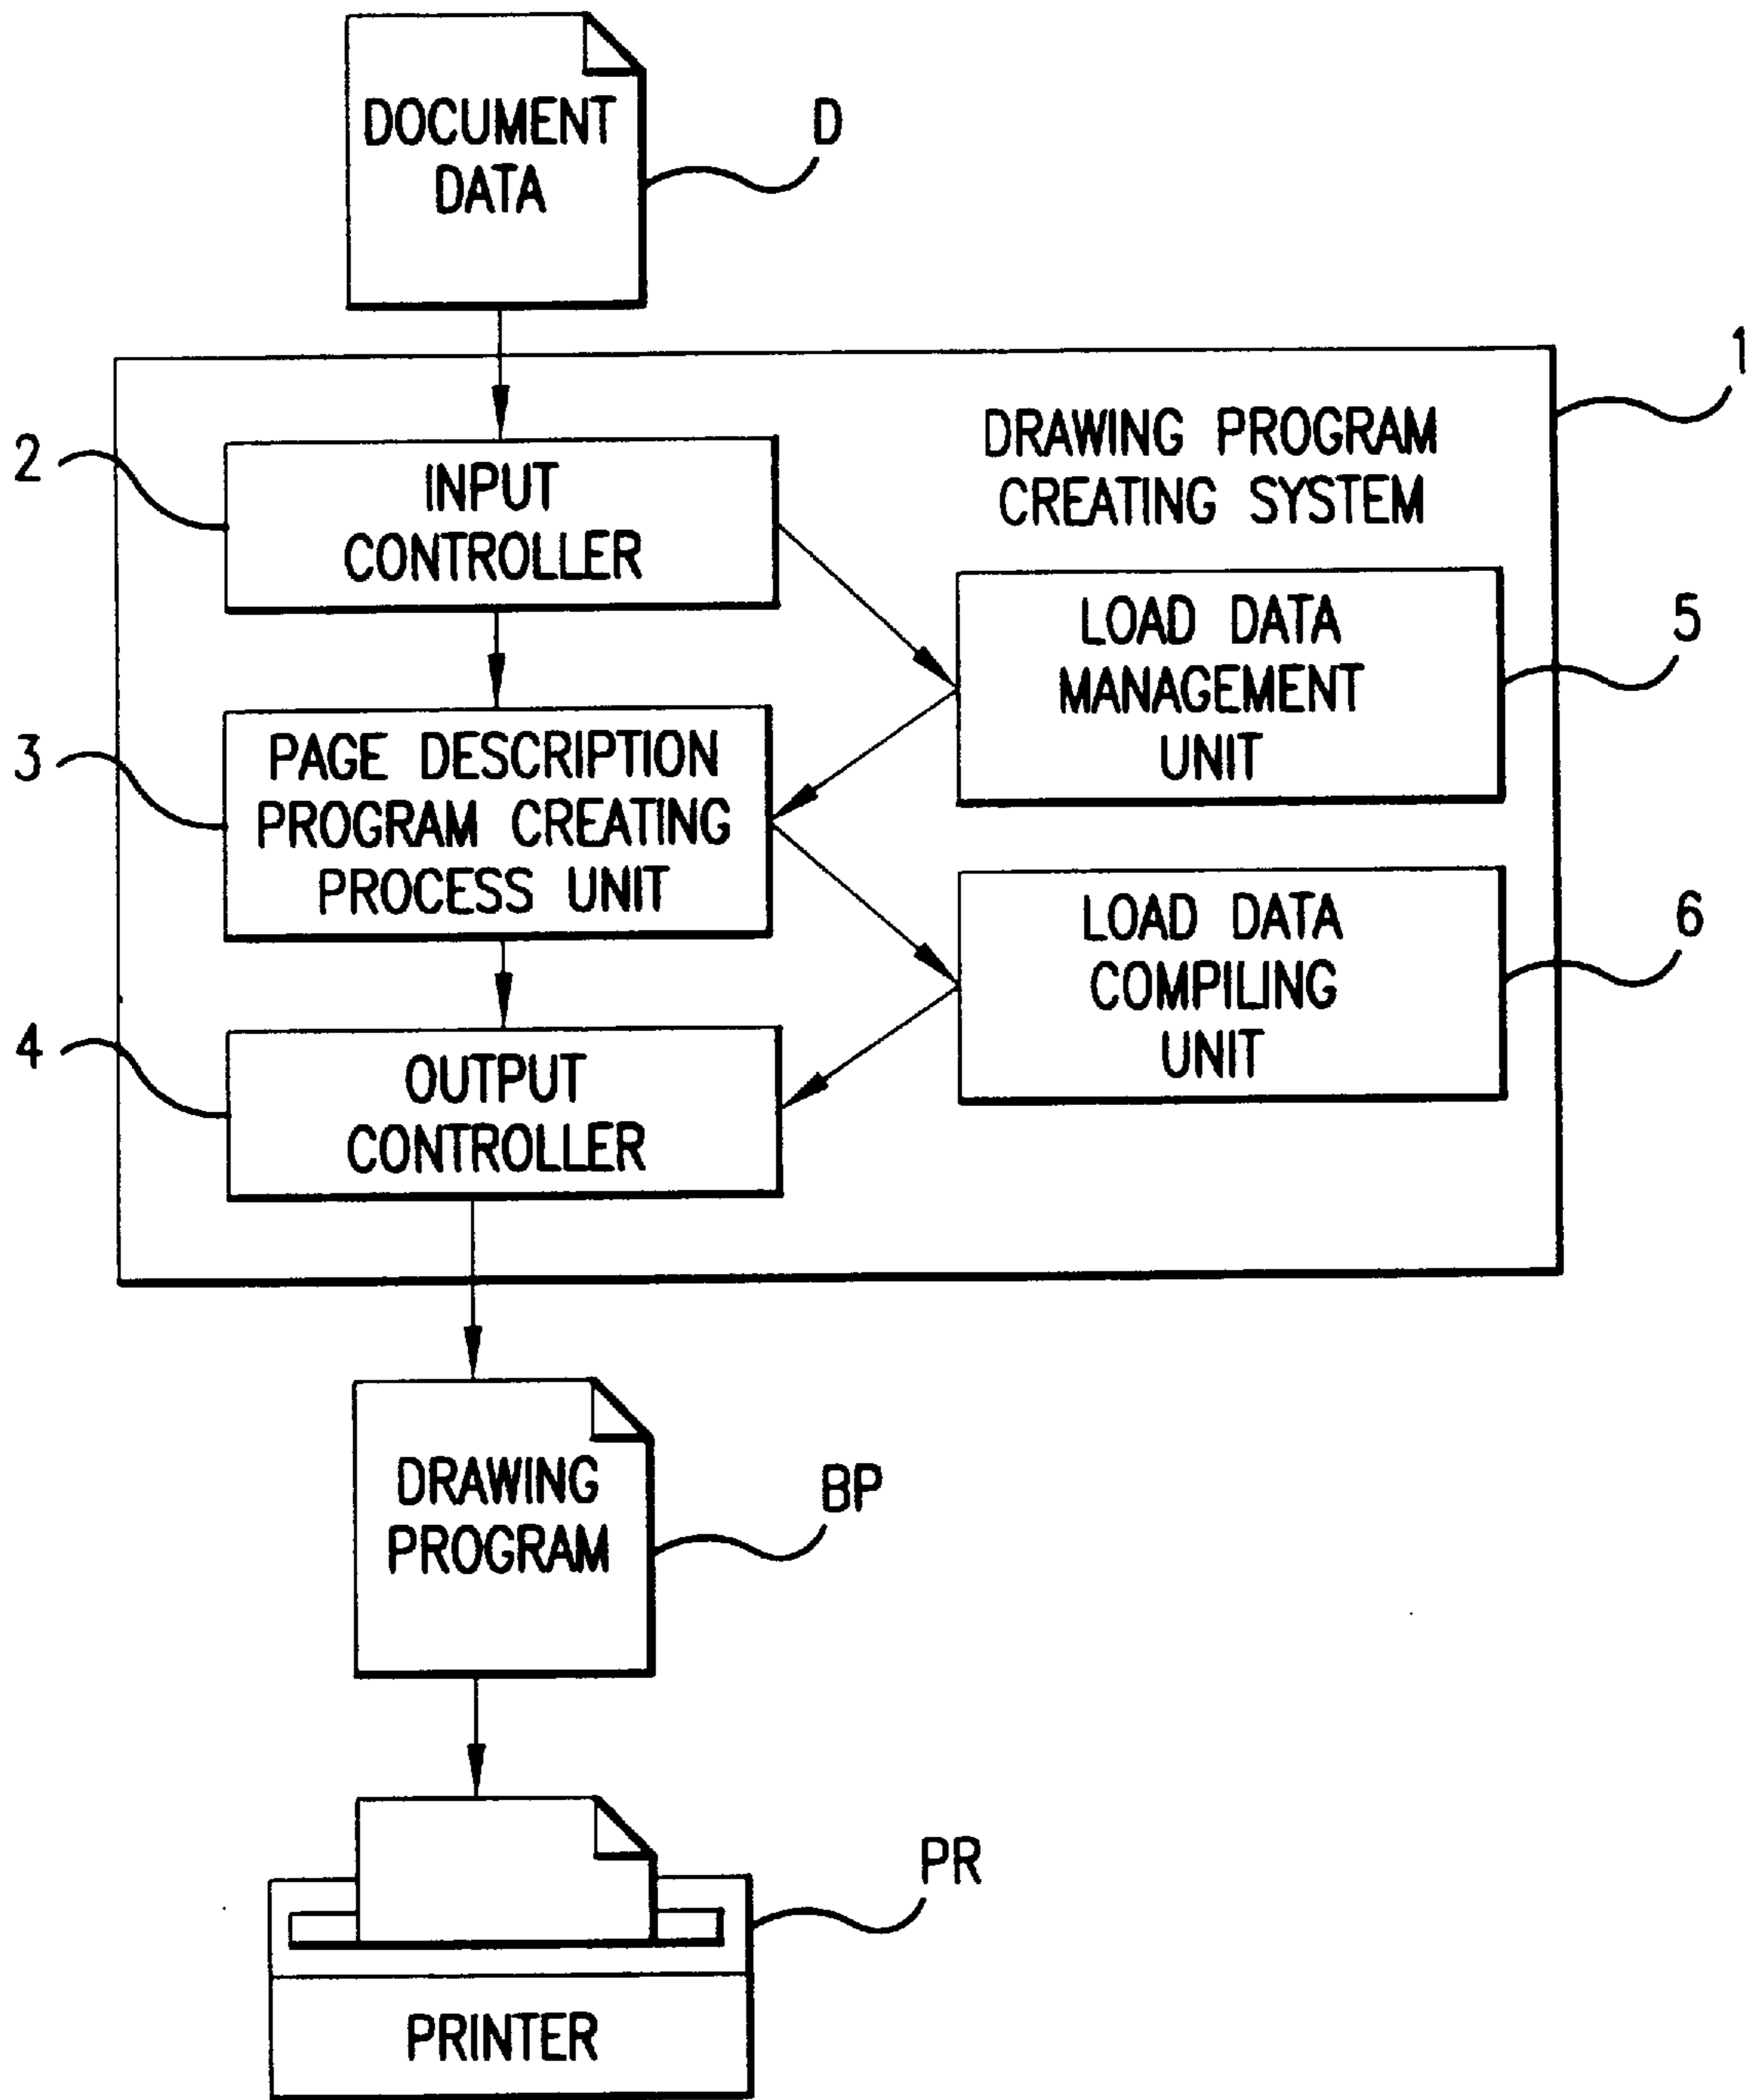 DOCUMENT
DATA
D
1
DRAWING PROGRAM
CREATING SYSTEM
2
INPUT
CONTROLLER
LOAD DATA
MANAGEMENT
UNIT
5
3
PAGE DESCRIPTION
PROGRAM CREATING
PROCESS UNIT
LOAD DATA
COMPILING
UNIT
6
4
OUTPUT
CONTROLLER
DRAWING
PROGRAM
BP
PR
PRINTER